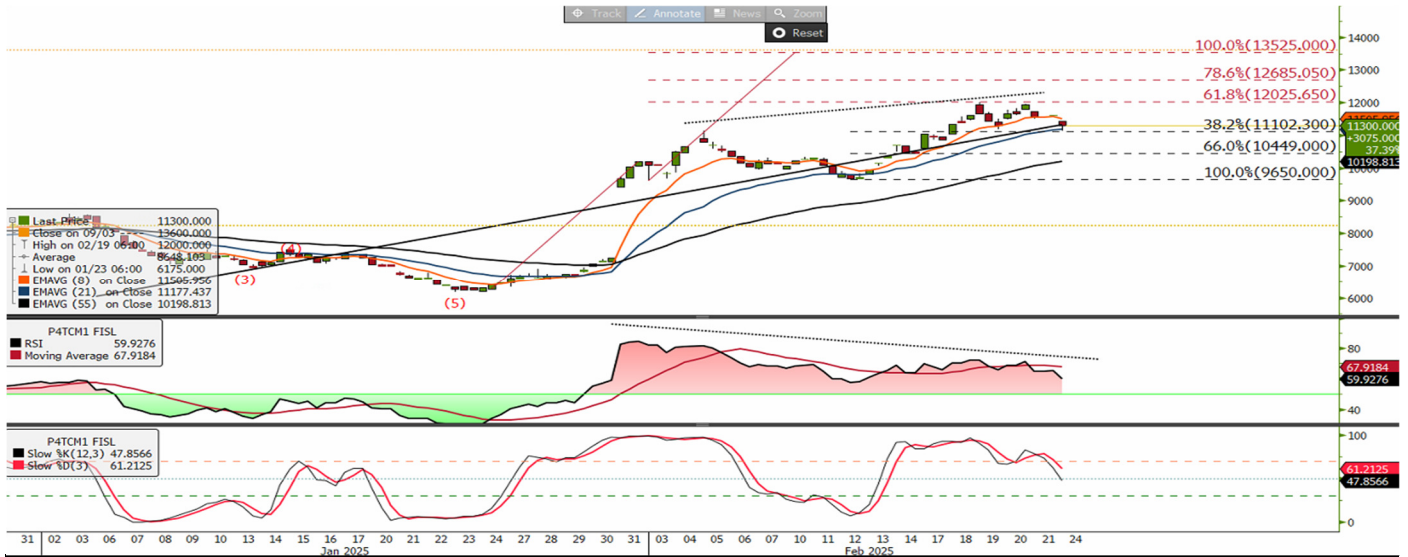 Track Annotate News Zoom
Reset
100.0%(13525.000)
78.6%(12685.050)
61.8%(12025.650)
38.2%(11102.300)
66.0%(10449.000)
100.0%(9650.000)
14000
13000
12000
11300.000
+3075.000
37.39%
10198.813
10000
9000
8000
7000
6000
Last Price 11300.000
Close on 09/03 13600.000
High on 02/19 06:00 12000.000
Average 8648.103
Low on 01/23 06:00 6175.000
EMAVG (8) on Close 11505.956
EMAVG (21) on Close 11177.437
EMAVG (55) on Close 10198.813
(3)
(4)
(5)
P4TCM1 FISL
RSI 59.9276
Moving Average 67.9184
80
67.9184
59.9276
40
P4TCM1 FISL
Slow %K(12,3) 47.8566
Slow %D(3) 61.2125
100
61.2125
47.8566
0
31 02 03 06 07 08 09 10 13 14 15 16 17 20 21 22 23 24 27 28 29 30 31 03 04 05 06 07 10 11 12 13 14 17 18 19 20 21 24
Jan 2025 Feb 2025